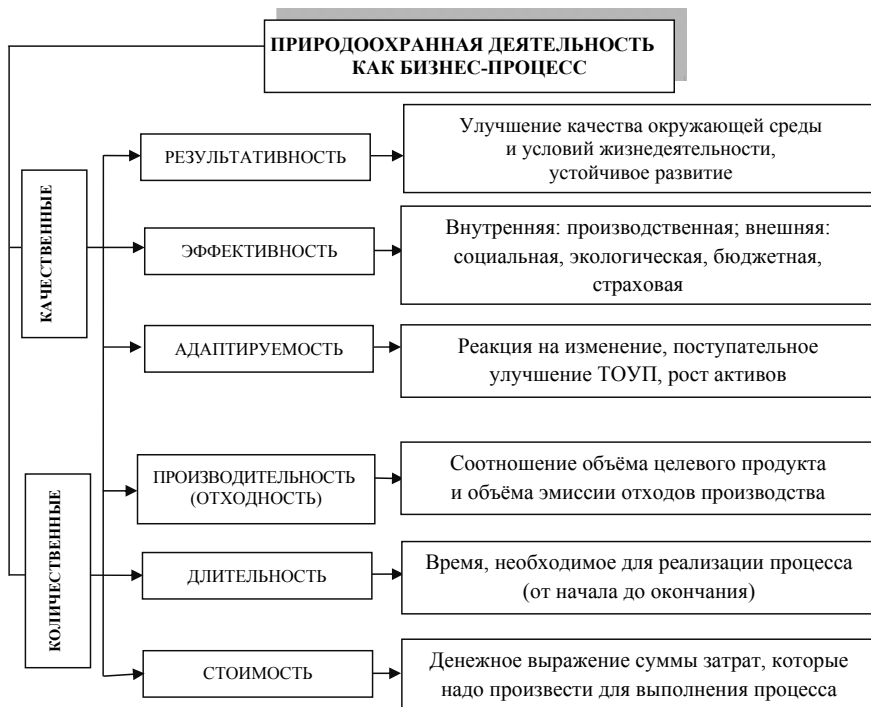 ПРИРОДООХРАННАЯ ДЕЯТЕЛЬНОСТЬ
КАК БИЗНЕС-ПРОЦЕСС
КАЧЕСТВЕННЫЕ
РЕЗУЛЬТАТИВНОСТЬ
Улучшение качества окружающей среды
и условий жизнедеятельности,
устойчивое развитие
ЭФФЕКТИВНОСТЬ
Внутренняя: производственная; внешняя:
социальная, экологическая, бюджетная,
страховая
АДАПТИРУЕМОСТЬ
Реакция на изменение, поступательное
улучшение ТОУП, рост активов
КОЛИЧЕСТВЕННЫЕ
ПРОИЗВОДИТЕЛЬНОСТЬ
(ОТХОДНОСТЬ)
Соотношение объёма целевого продукта
и объёма эмиссии отходов производства
ДЛИТЕЛЬНОСТЬ
Время, необходимое для реализации процесса
(от начала до окончания)
СТОИМОСТЬ
Денежное выражение суммы затрат, которые
надо произвести для выполнения процесса